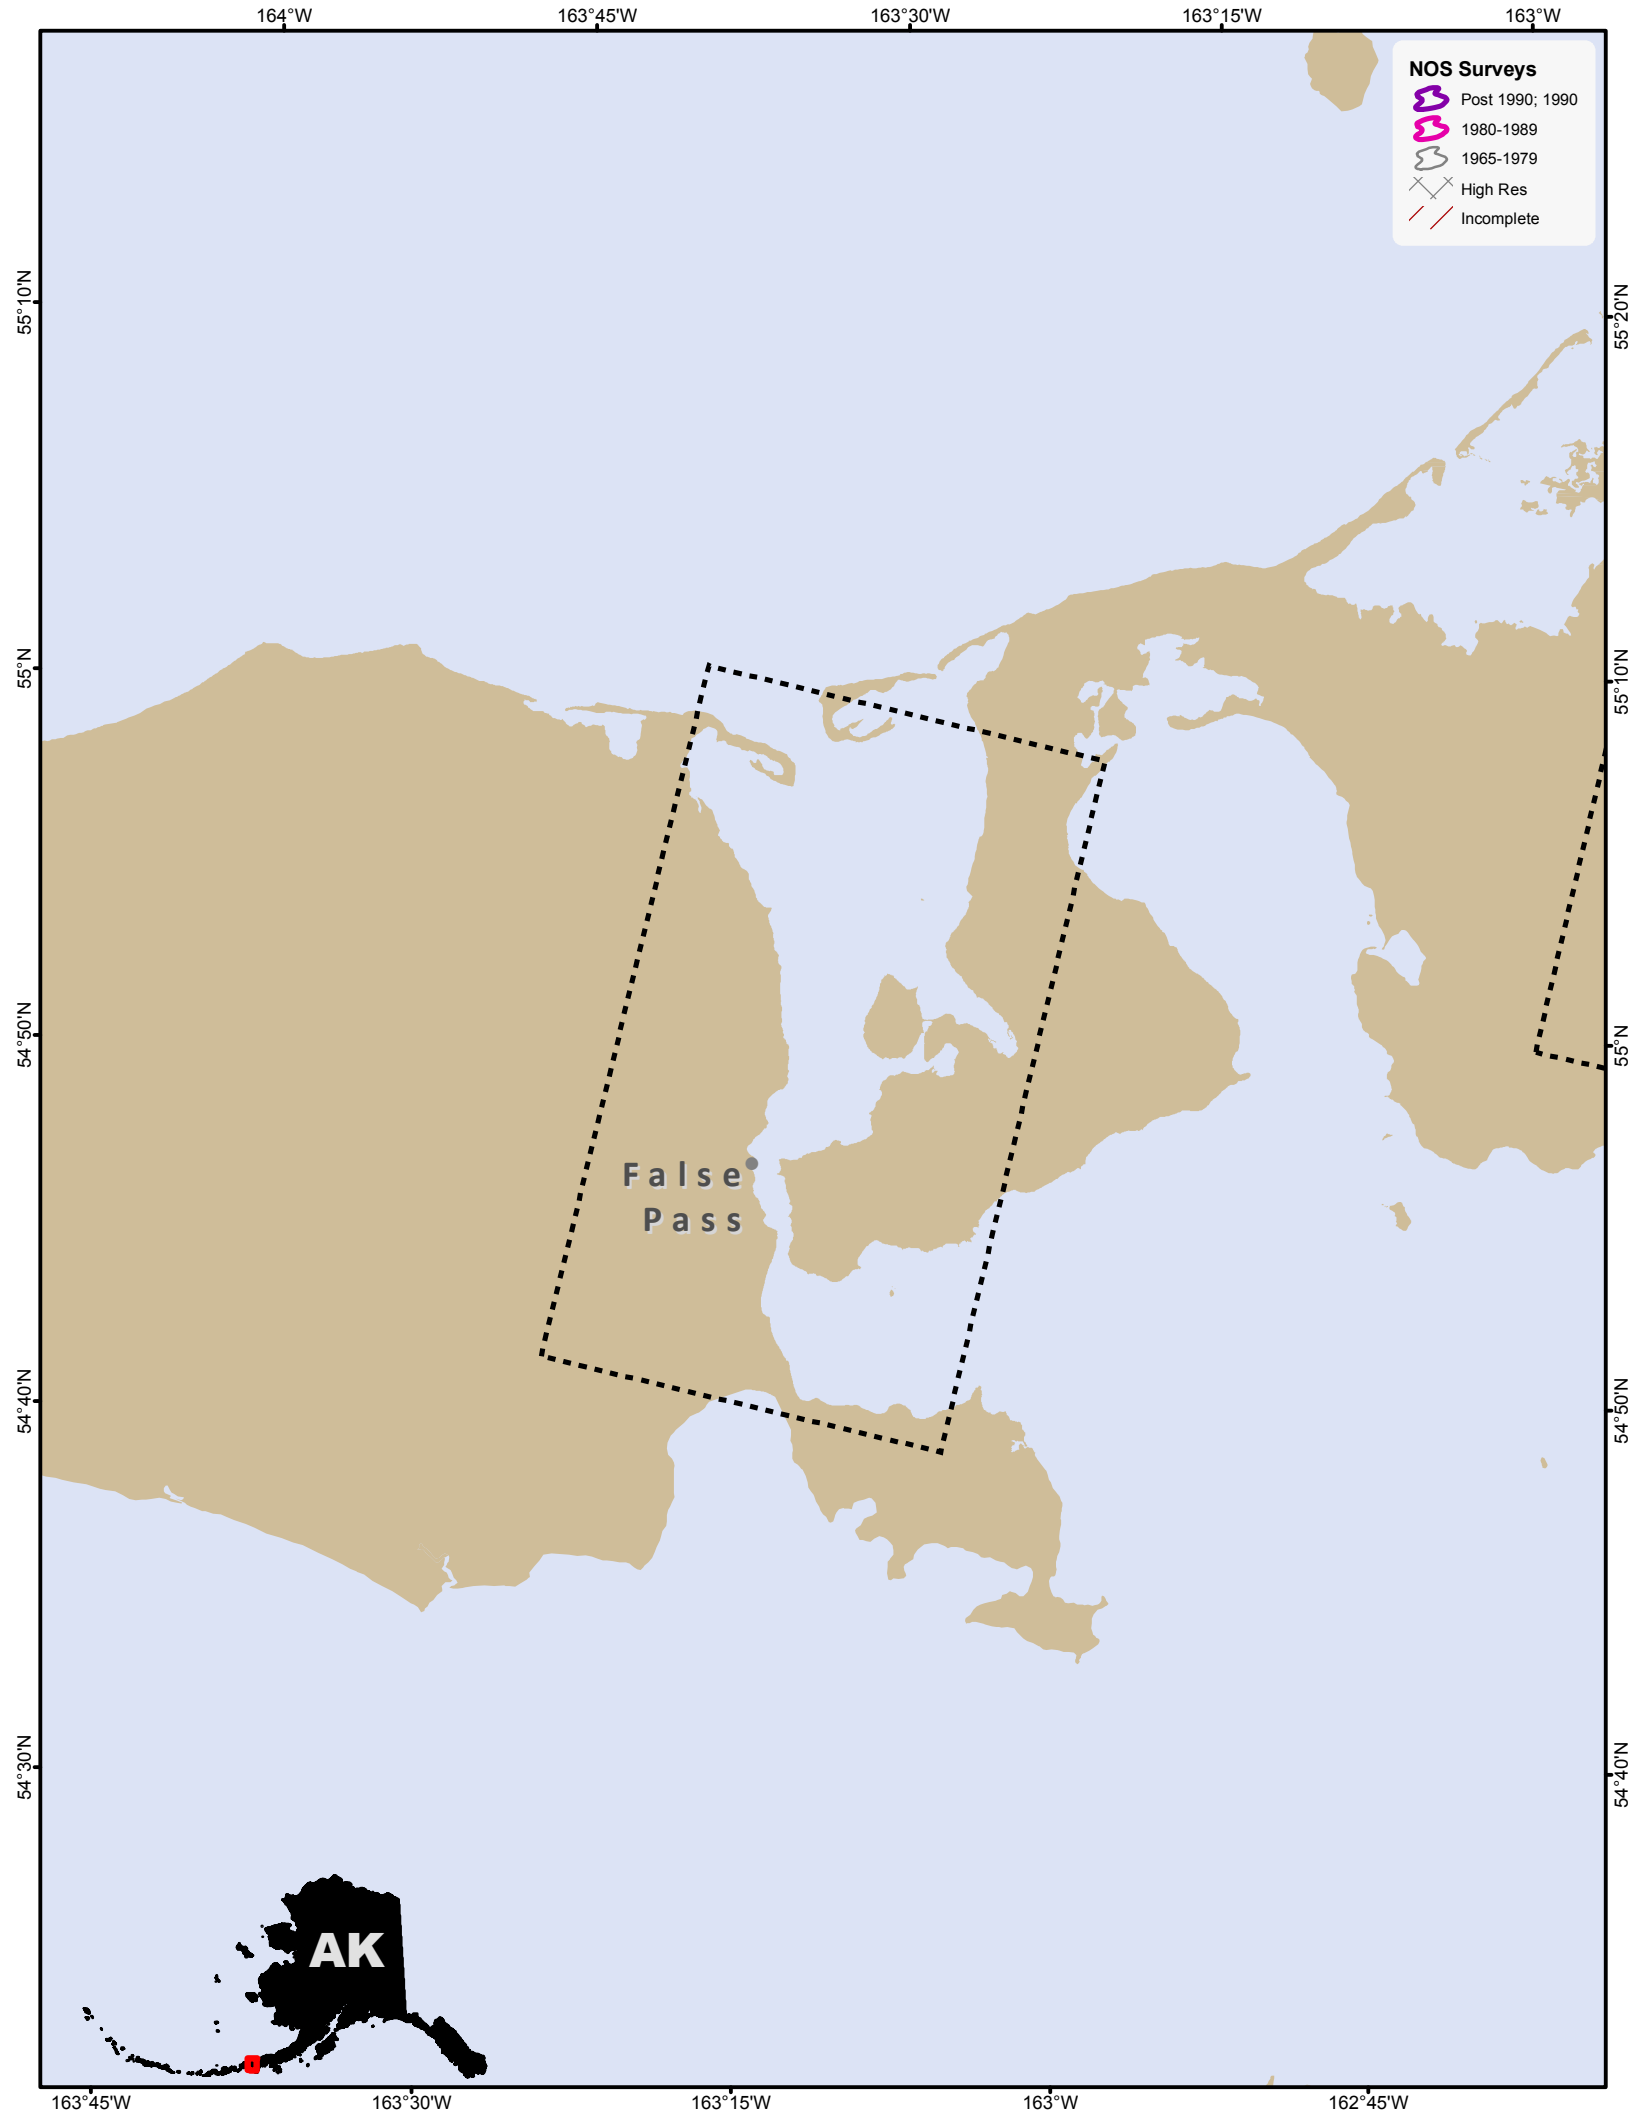 164°W
163°45'W
163°30'W
163°15'W
163°W
NOS Surveys
Post 1990; 1990
1980-1989
1965-1979
High Res
Incomplete
55°10'N
55°20'N
55°N
55°10'N
54°50'N
55°N
False
Pass
54°40'N
54°50'N
54°30'N
54°40'N
AK
163°45'W
163°30'W
163°15'W
163°W
162°45'W